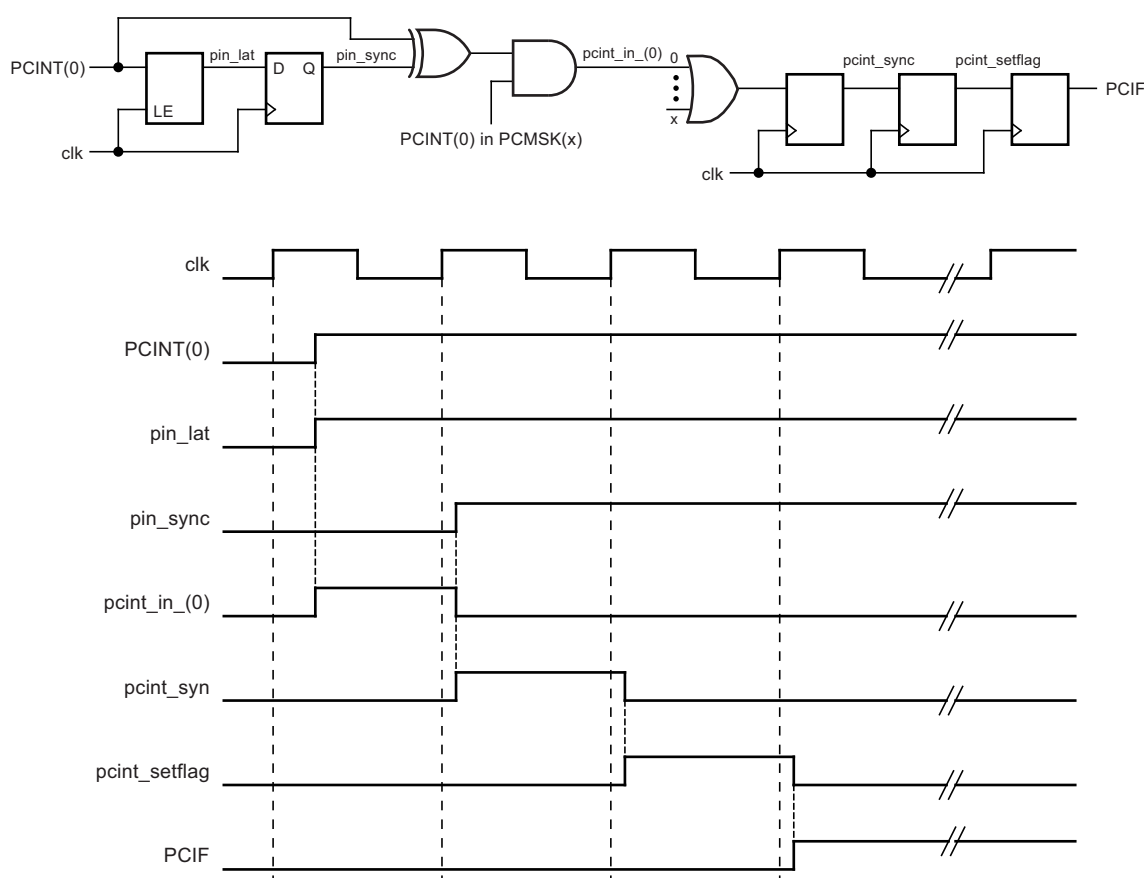 PCINT(0)
LE
clk
pin_lat
D Q
pin_sync
PCINT(0) in PCMSK(x)
pcint_in_(0)
0
x
clk
pcint_sync
pcint_setflag
PCIF
clk
PCINT(0)
pin_lat
pin_sync
pcint_in_(0)
pcint_syn
pcint_setflag
PCIF